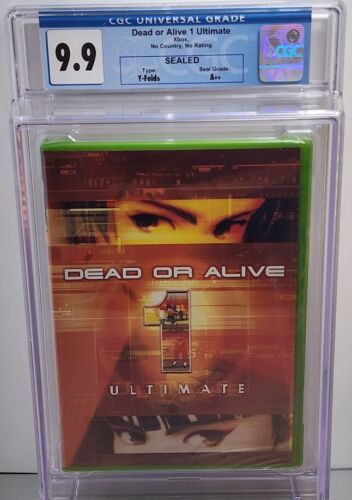 CGC UNIVERSAL GRADE
9.9
Dead or Alive 1 Ultimate
Xbox,
No Country, No Rating
SEALED
Type:
Seal Grade:
Y-Folds
A++
CGC
DEAD OR ALIVE
1
ULTIMATE